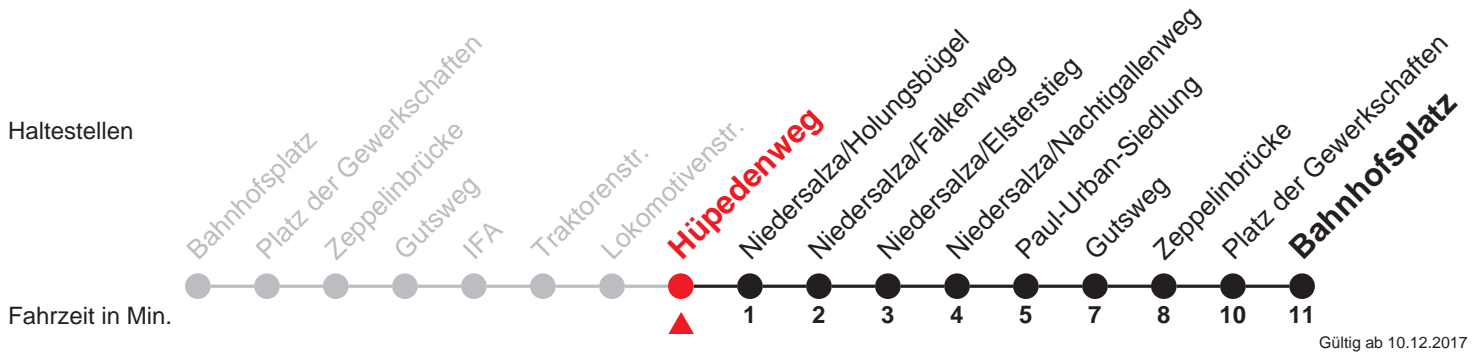 Haltestellen
Bahnhofsplatz
Platz der Gewerkschaften
Zeppelinbrücke
Gutsweg
IFA
Traktorenstr.
Lokomotivenstr.
Hüpedenweg
Niedersalza/Holungsbügel
Niedersalza/Falkenweg
Niedersalza/Elsterstieg
Niedersalza/Nachtigallenweg
Paul-Urban-Siedlung
Gutsweg
Zeppelinbrücke
Platz der Gewerkschaften
Bahnhofsplatz
Fahrzeit in Min.
1 2 3 4 5 7 8 10 11
Gültig ab 10.12.2017